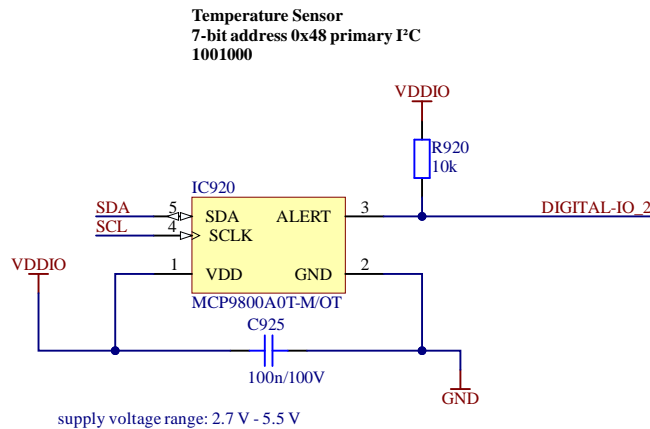 Temperature Sensor
7-bit address 0x48 primary I²C
1001000
VDDIO
R920
10k
IC920
SDA 5 SDA ALERT 3 DIGITAL-IO_2
SCL 4 SCLK
VDDIO 1 VDD GND 2
MCP9800A0T-M/OT
C925
100n/100V
GND
supply voltage range: 2.7 V - 5.5 V